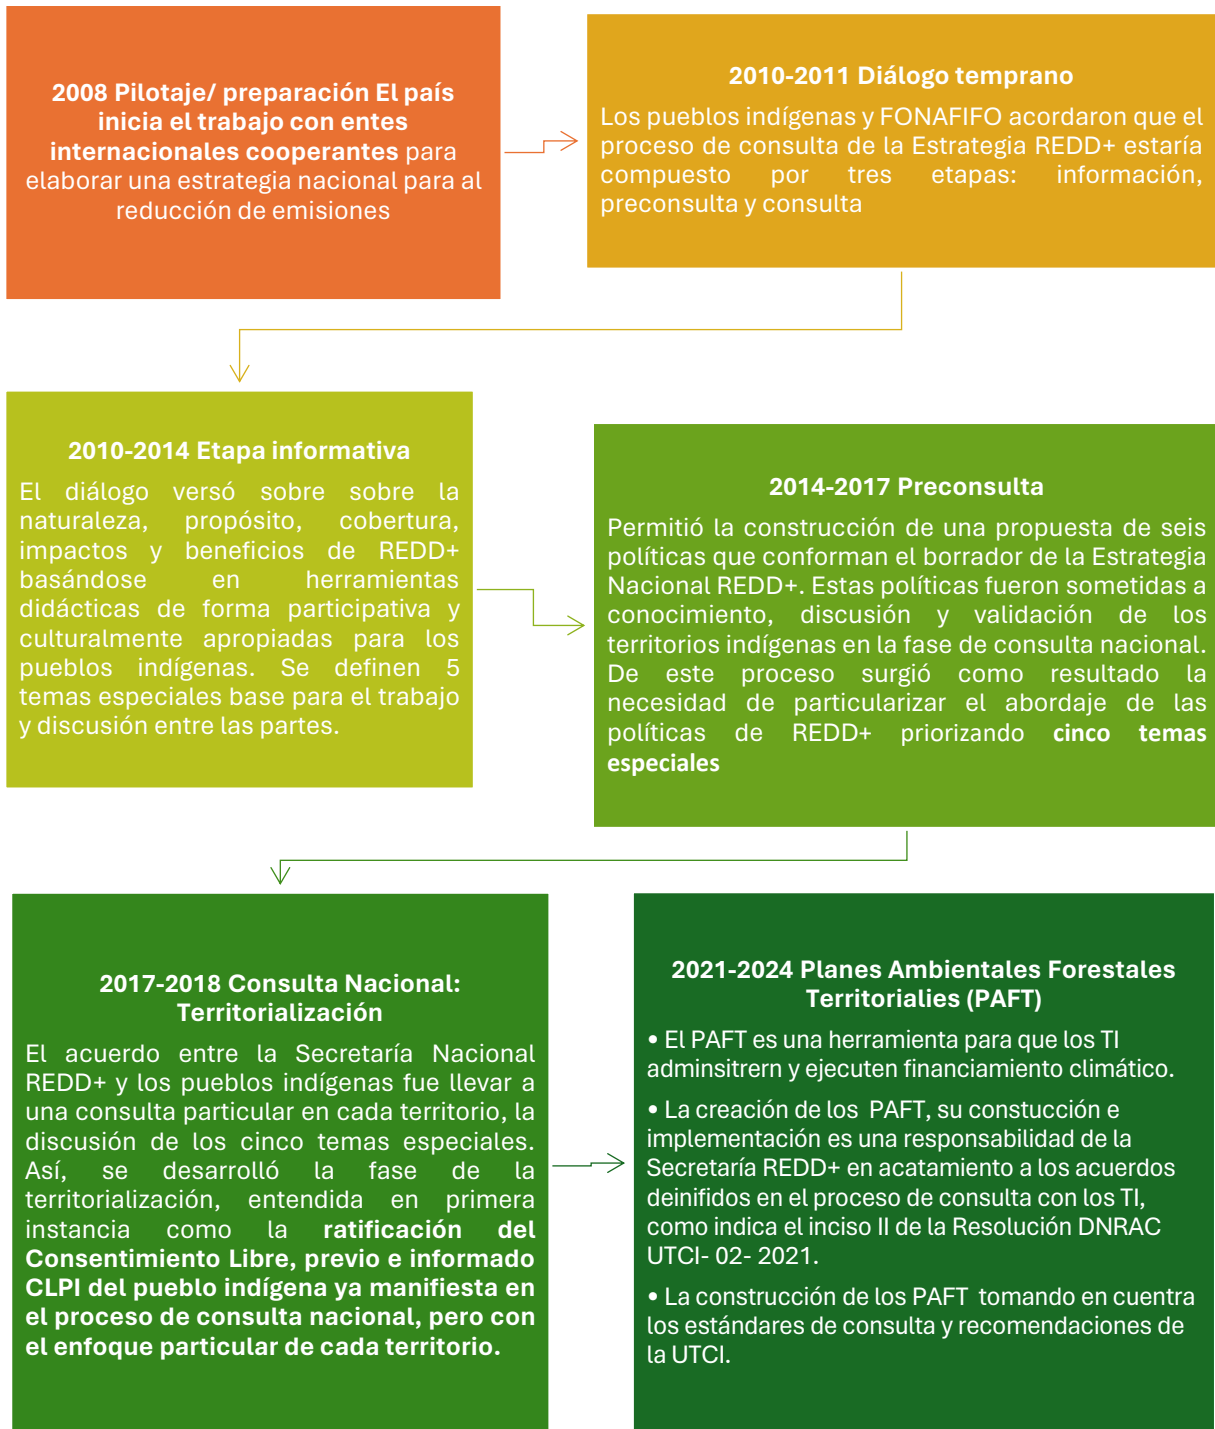 2008 Pilotaje/ preparación El país
inicia el trabajo con entes
internacionales cooperantes para
elaborar una estrategia nacional para al
reducción de emisiones
2010-2011 Diálogo temprano
Los pueblos indígenas y FONAFIFO acordaron que el
proceso de consulta de la Estrategia REDD+ estaría
compuesto por tres etapas: información,
preconsulta y consulta
2010-2014 Etapa informativa
El diálogo versó sobre sobre la
naturaleza, propósito, cobertura,
impactos y beneficios de REDD+
basándose en herramientas
didácticas de forma participativa y
culturalmente apropiadas para los
pueblos indígenas. Se definen 5
temas especiales base para el trabajo
y discusión entre las partes.
2014-2017 Preconsulta
Permitió la construcción de una propuesta de seis
políticas que conforman el borrador de la Estrategia
Nacional REDD+. Estas políticas fueron sometidas a
conocimiento, discusión y validación de los
territorios indígenas en la fase de consulta nacional.
De este proceso surgió como resultado la
necesidad de particularizar el abordaje de las
políticas de REDD+ priorizando cinco temas
especiales
2017-2018 Consulta Nacional:
Territorialización
El acuerdo entre la Secretaría Nacional
REDD+ y los pueblos indígenas fue llevar a
una consulta particular en cada territorio, la
discusión de los cinco temas especiales.
Así, se desarrolló la fase de la
territorialización, entendida en primera
instancia como la ratificación del
Consentimiento Libre, previo e informado
CLPI del pueblo indígena ya manifiesta en
el proceso de consulta nacional, pero con
el enfoque particular de cada territorio.
2021-2024 Planes Ambientales Forestales
Territorialies (PAFT)
• El PAFT es una herramienta para que los TI
adminsitrern y ejecuten financiamiento climático.
• La creación de los PAFT, su constucción e
implementación es una responsabilidad de la
Secretaría REDD+ en acatamiento a los acuerdos
deinifidos en el proceso de consulta con los TI,
como indica el inciso II de la Resolución DNRAC
UTCI- 02- 2021.
• La construcción de los PAFT tomando en cuentra
los estándares de consulta y recomendaciones de
la UTCI.